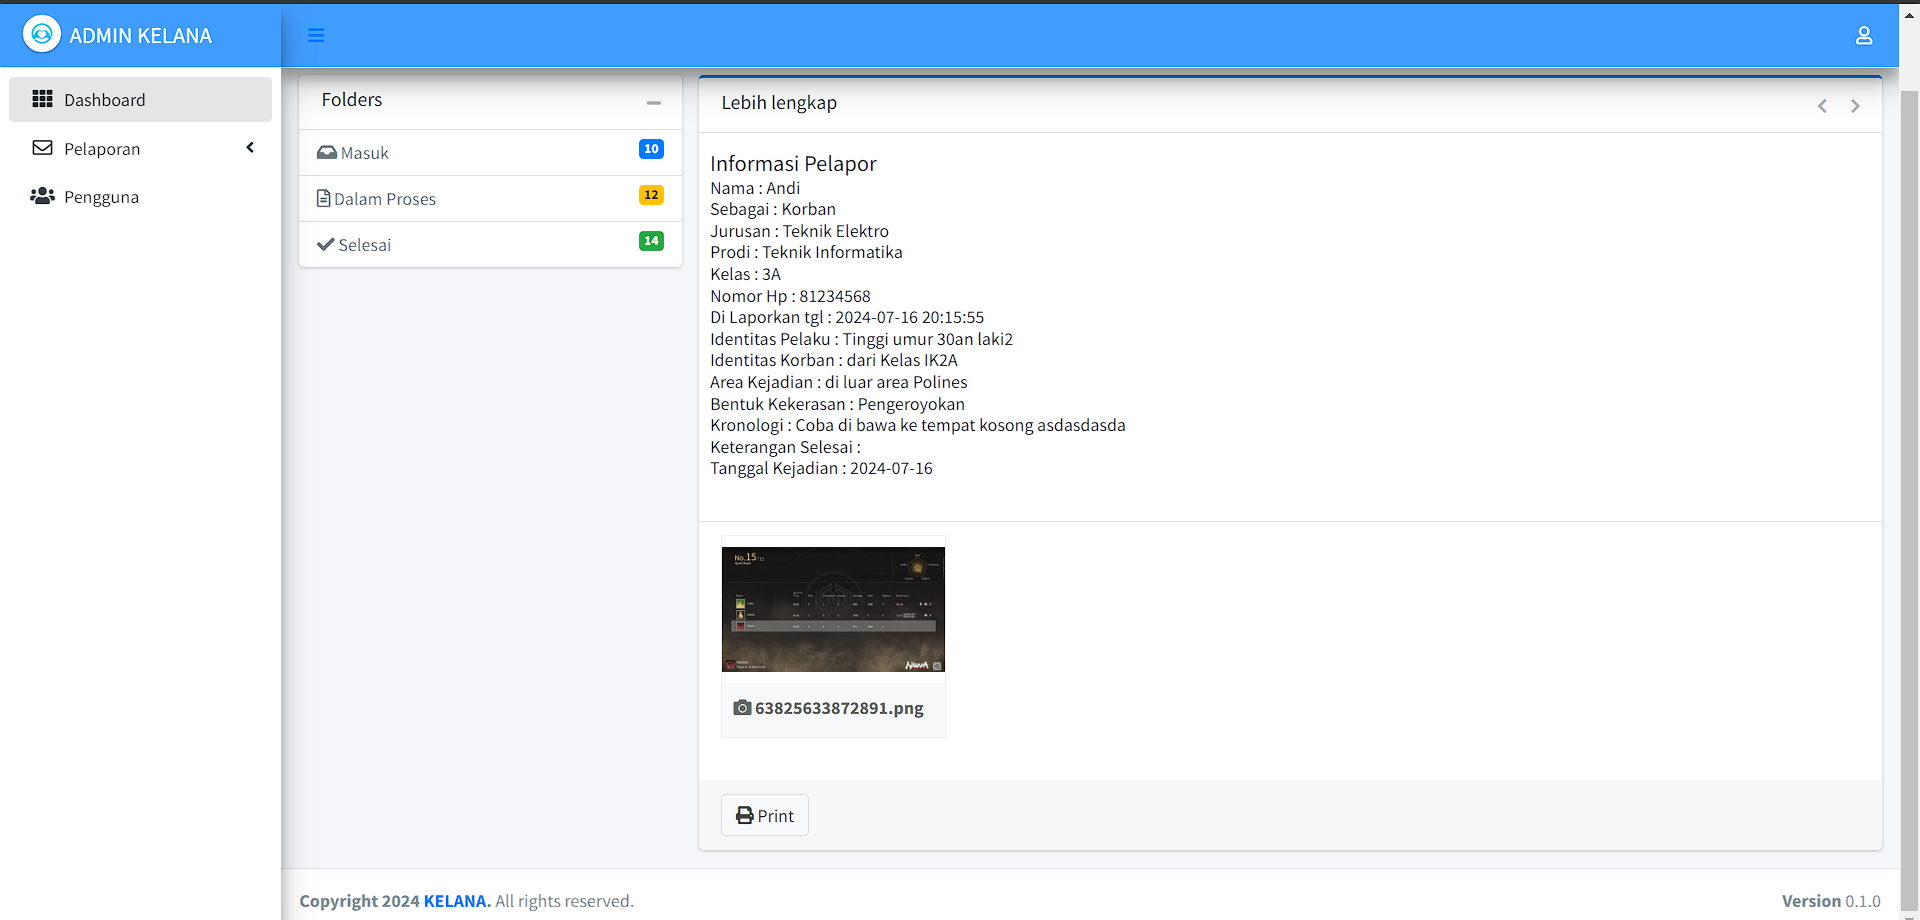 ADMIN KELANA
Dashboard
Pelaporan
Pengguna
Folders
Masuk 10
Dalam Proses 12
Selesai 14
Lebih lengkap
Informasi Pelapor
Nama : Andi
Sebagai : Korban
Jurusan : Teknik Elektro
Prodi : Teknik Informatika
Kelas : 3A
Nomor Hp : 81234568
Di Laporkan tgl : 2024-07-16 20:15:55
Identitas Pelaku : Tinggi umur 30an laki2
Identitas Korban : dari Kelas IK2A
Area Kejadian : di luar area Polines
Bentuk Kekerasan : Pengeroyokan
Kronologi : Coba di bawa ke tempat kosong asdasdasda
Keterangan Selesai :
Tanggal Kejadian : 2024-07-16
No.15
63825633872891.png
Print
Copyright 2024 KELANA. All rights reserved.
Version 0.1.0